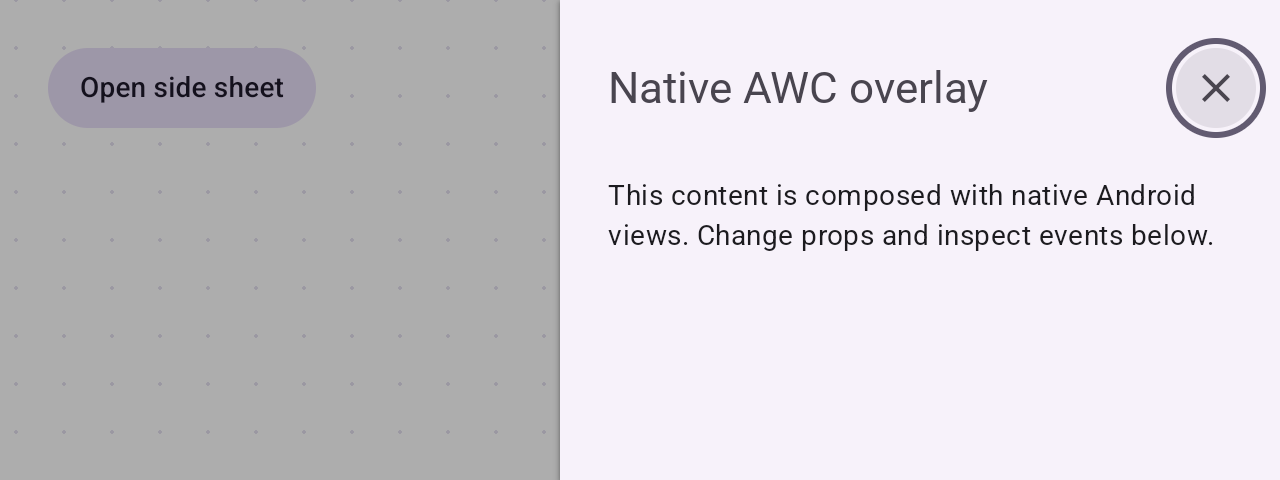 Open side sheet
Native AWC overlay
This content is composed with native Android
views. Change props and inspect events below.